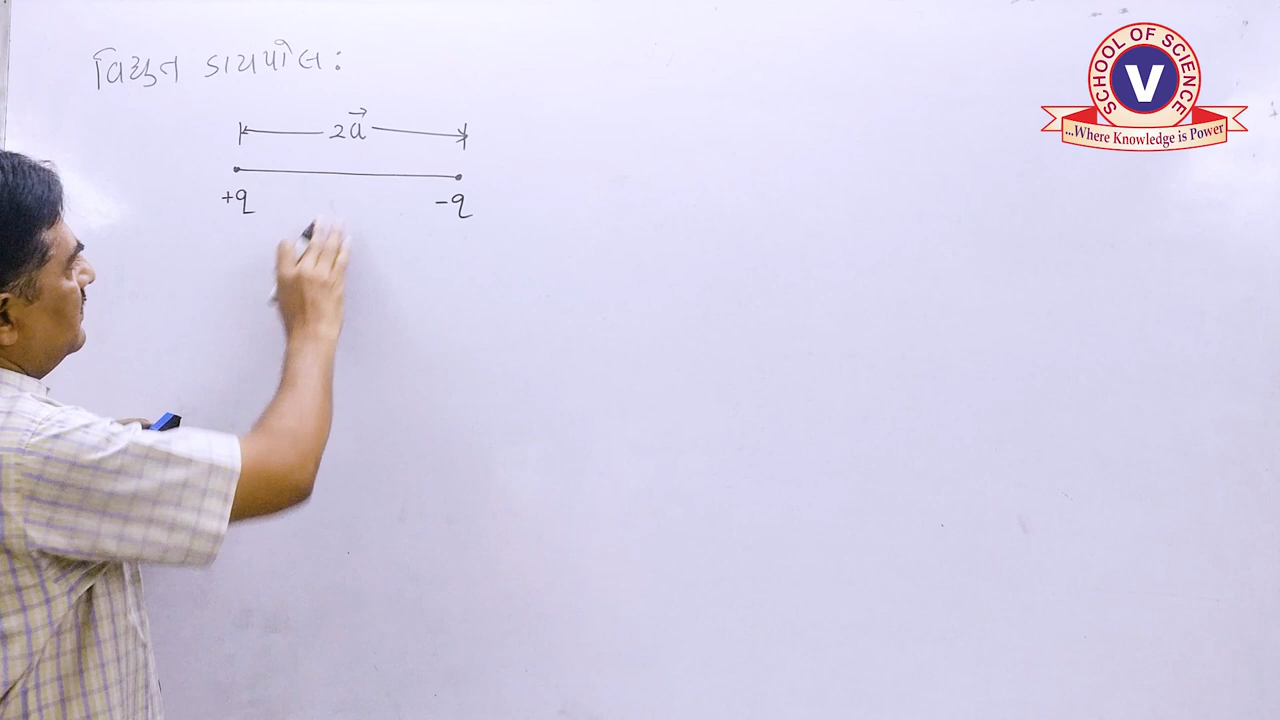 વિદ્યુત ડાયપોલ :
2a⃗
+q
-q
SCHOOL OF SCIENCE
V
...Where Knowledge is Power